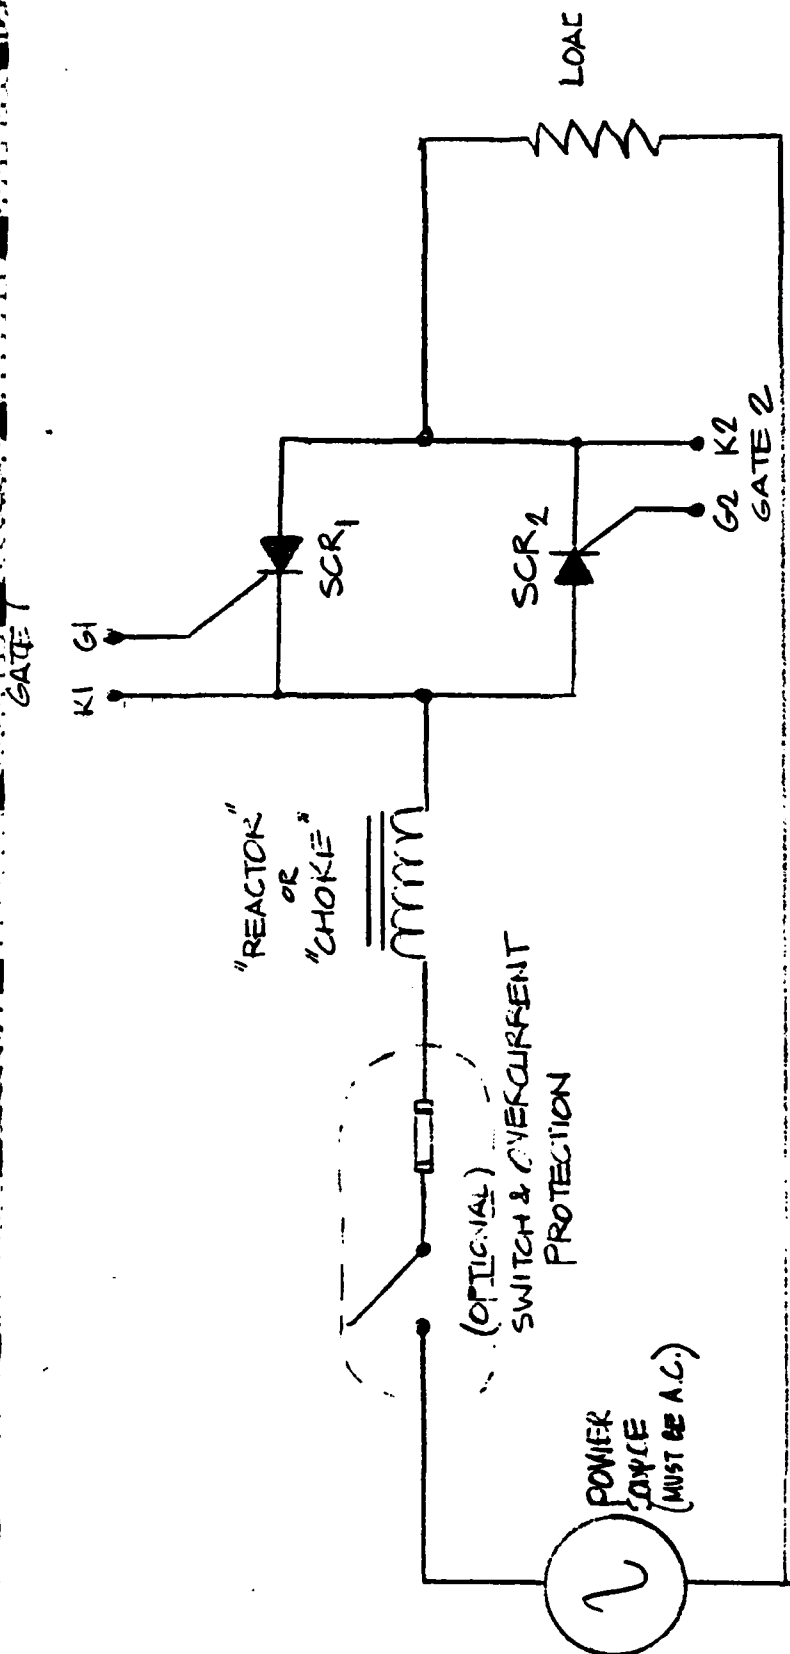 LOAD
GATE 1
G1
K1
SCR1
SCR2
K2
G2
GATE 2
"REACTOR"
OR
"CHOKE"
(OPTIONAL)
SWITCH & OVERCURRENT
PROTECTION
POWER
(MUST BE A.C.)